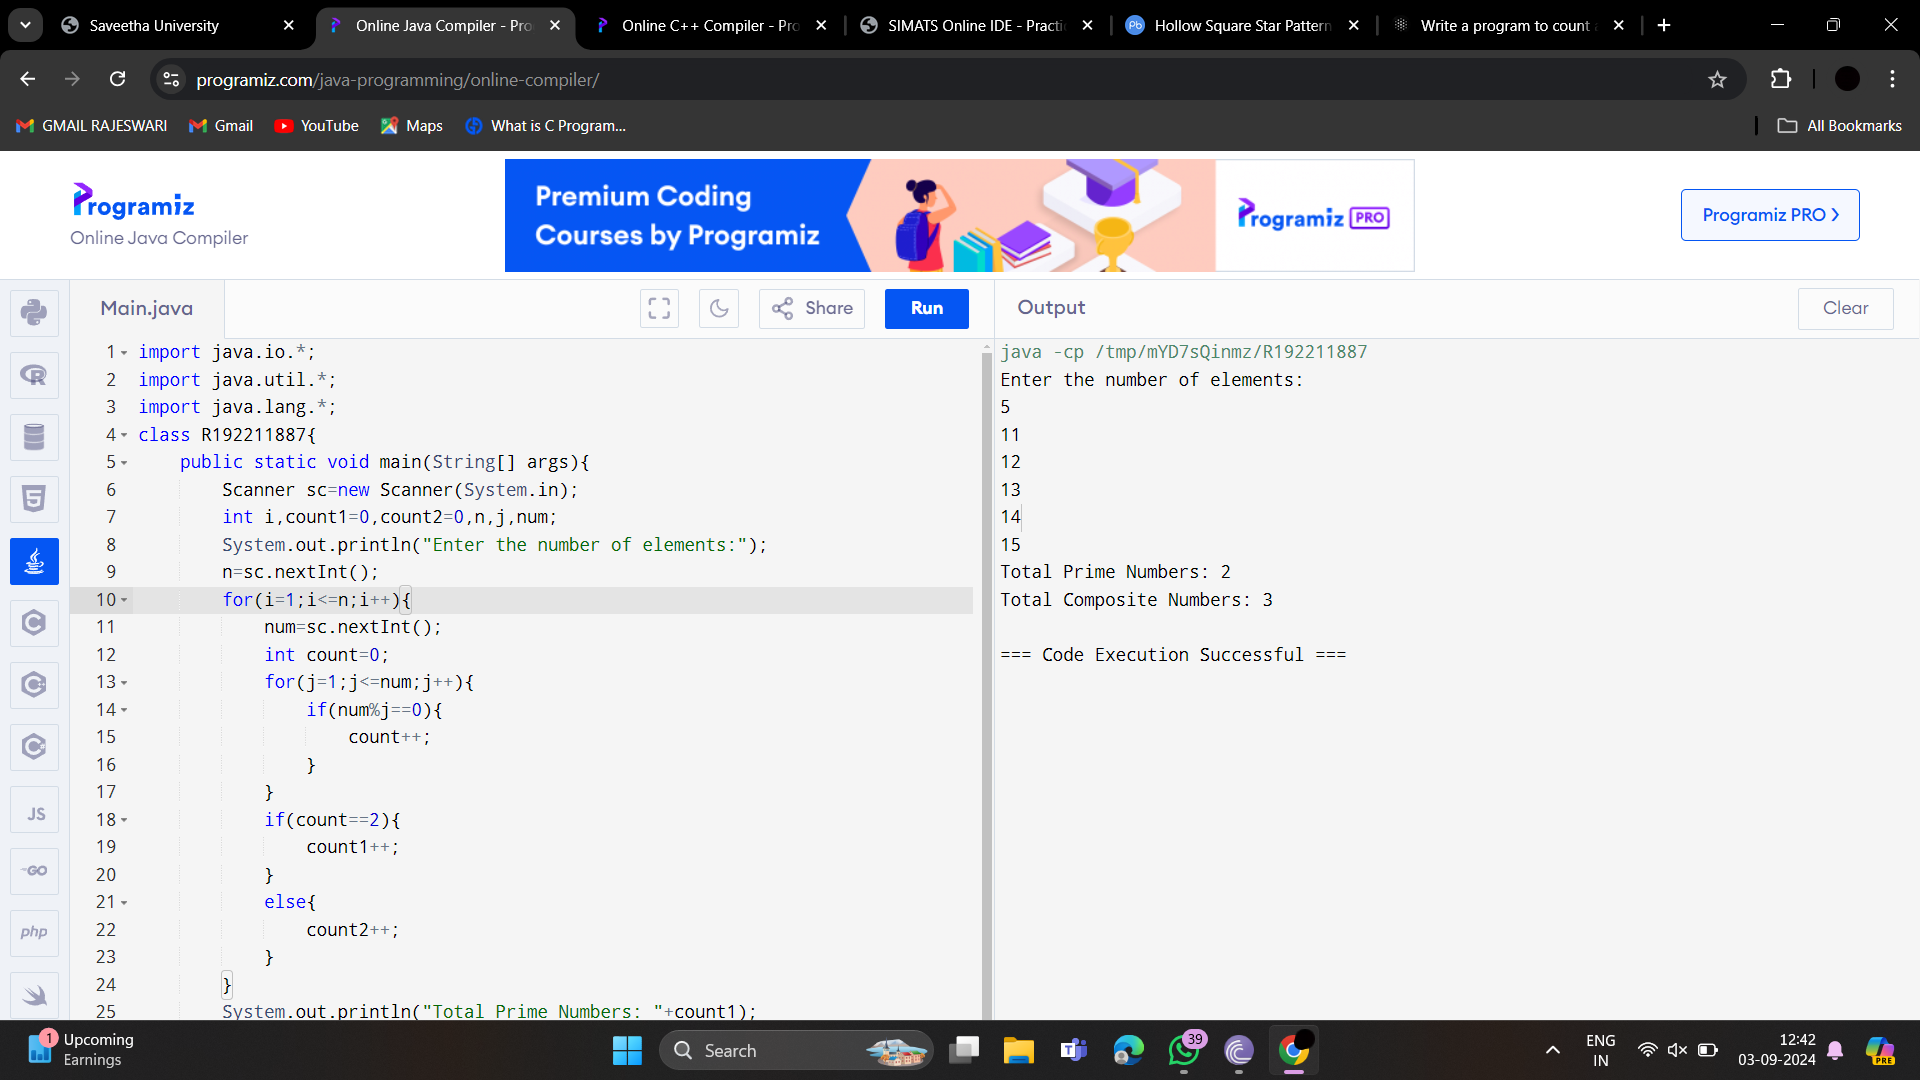 Saveetha University
Online Java Compiler - Pro
Online C++ Compiler - Pro
SIMATS Online IDE - Practi
Hollow Square Star Pattern
Write a program to count a
programiz.com/java-programming/online-compiler/
GMAIL RAJESWARI
Gmail
YouTube
Maps
What is C Program...
All Bookmarks
Programiz
Online Java Compiler
Premium Coding
Courses by Programiz
Programiz PRO
Programiz PRO >
Main.java
Share
Run
Output
Clear
1 import java.io.*;
2 import java.util.*;
3 import java.lang.*;
4 class R192211887{
5 public static void main(String[] args){
6 Scanner sc=new Scanner(System.in);
7 int i,count1=0,count2=0,n,j,num;
8 System.out.println("Enter the number of elements:");
9 n=sc.nextInt();
10 for(i=1;i<=n;i++){
11 num=sc.nextInt();
12 int count=0;
13 for(j=1;j<=num;j++){
14 if(num%j==0){
15 count++;
16 }
17 }
18 if(count==2){
19 count1++;
20 }
21 else{
22 count2++;
23 }
24 }
25 System.out.println("Total Prime Numbers: "+count1);
java -cp /tmp/mYD7sQinmz/R192211887
Enter the number of elements:
5
11
12
13
14
15
Total Prime Numbers: 2
Total Composite Numbers: 3
=== Code Execution Successful ===
JS
GO
php
1
Upcoming
Earnings
Search
39
ENG
IN
12:42
03-09-2024
PRE